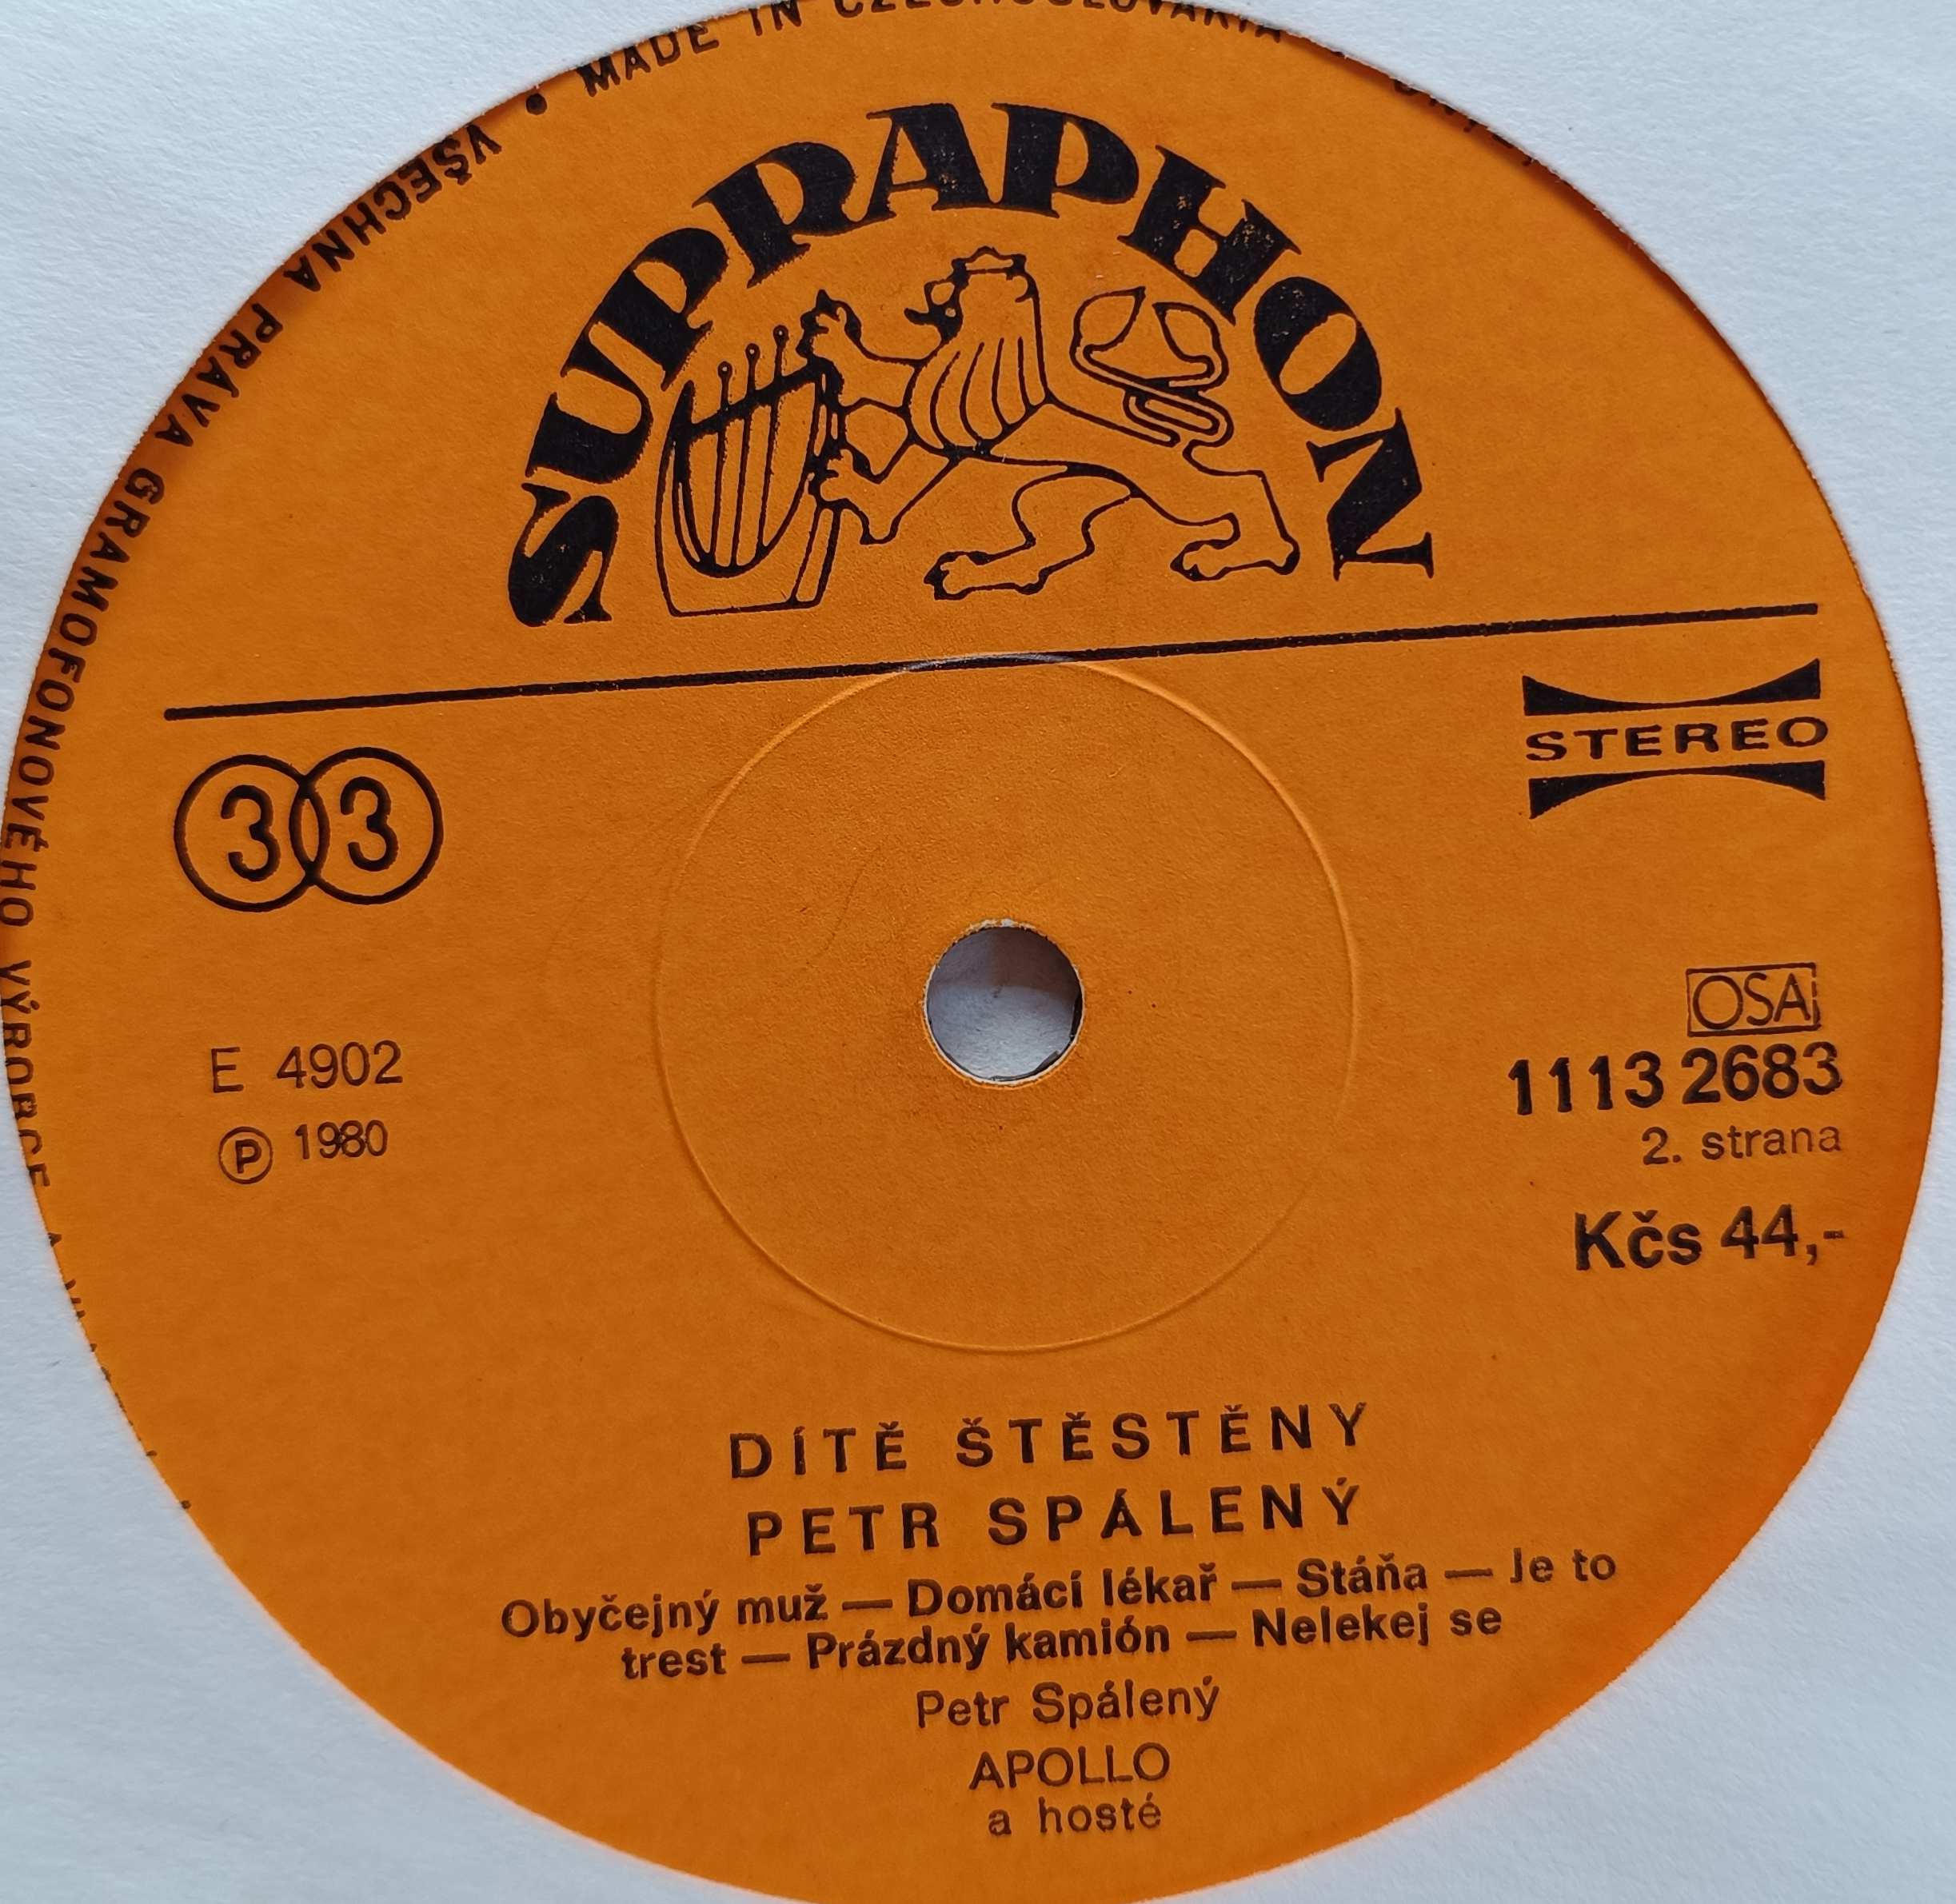 • MADE IN CZECHOSLOVAKIA
VŠECHNA PRÁVA GRAMOFONOVÉHO VÝROBCE A
SUPRAPHON
33
STEREO
E 4902
Ⓟ 1980
OSA
1113 2683
2. strana
Kčs 44,-
DÍTĚ ŠTĚSTĚNY
PETR SPÁLENÝ
Obyčejný muž — Domácí lékař — Stáňa — Je to
trest — Prázdný kamión — Nelekej se
Petr Spálený
APOLLO
a hosté